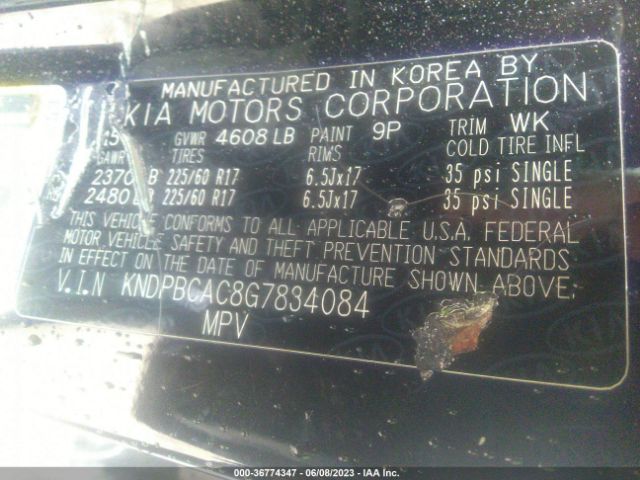 MANUFACTURED IN KOREA BY
KIA MOTORS CORPORATION
GVWR 4608 LB PAINT 9P TRIM WK
GAWR TIRES RIMS COLD TIRE INFL
2370 LB 225/60 R17 6.5Jx17 35 psi SINGLE
2480 LB 225/60 R17 6.5Jx17 35 psi SINGLE
THIS VEHICLE CONFORMS TO ALL APPLICABLE U.S.A. FEDERAL
MOTOR VEHICLE SAFETY AND THEFT PREVENTION STANDARDS
IN EFFECT ON THE DATE OF MANUFACTURE SHOWN ABOVE.
V.I.N KNDPBCAC8G7834084
MPV
000-36774347 - 06/08/2023 - IAA Inc.